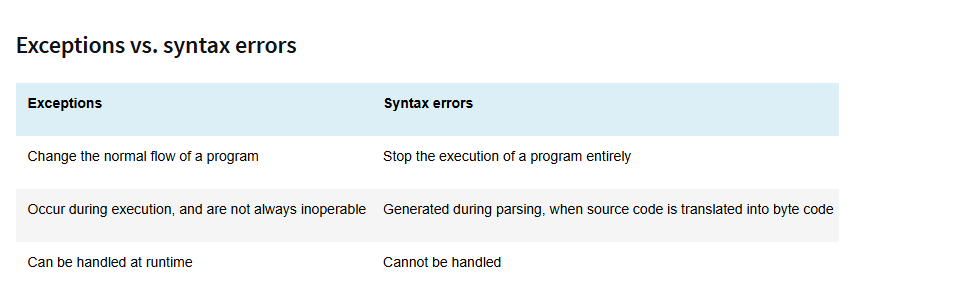 Exceptions vs. syntax errors
Exceptions Syntax errors
Change the normal flow of a program Stop the execution of a program entirely
Occur during execution, and are not always inoperable Generated during parsing, when source code is translated into byte code
Can be handled at runtime Cannot be handled